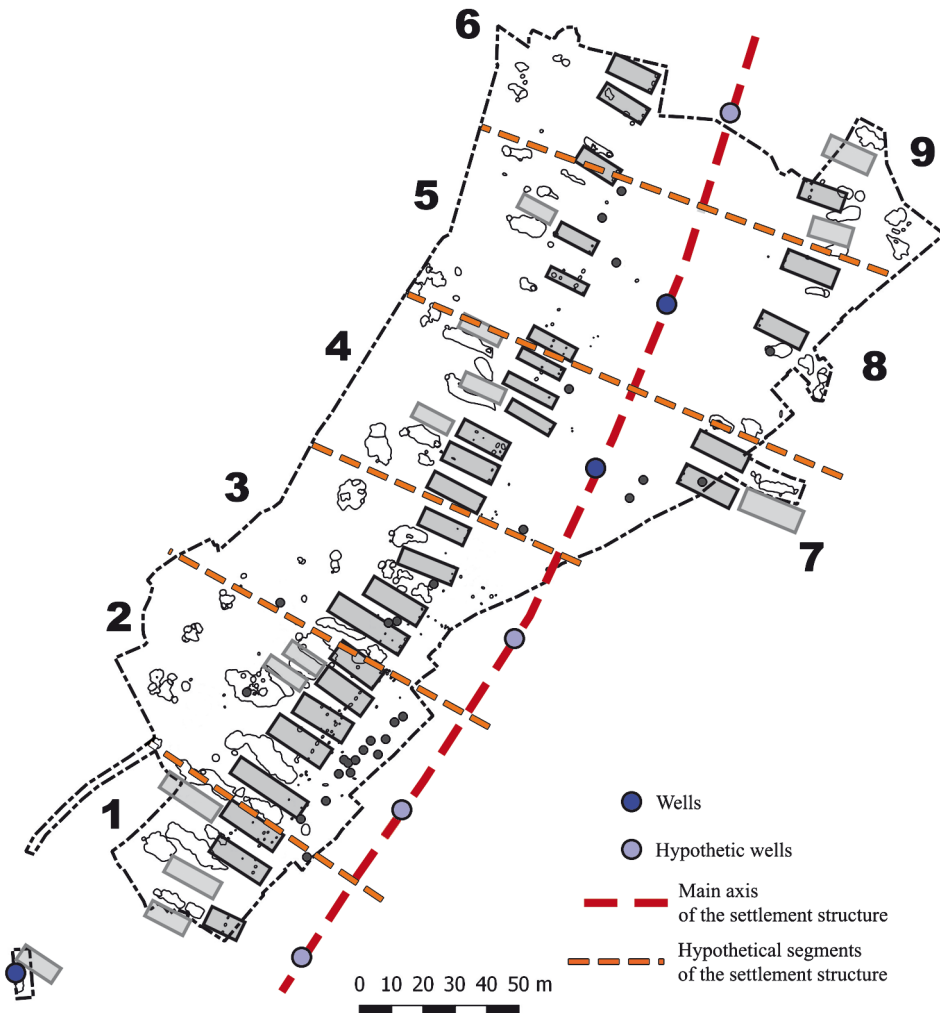 6
9
5
4
8
3
7
2
1
Wells
Hypothetic wells
Main axis
of the settlement structure
Hypothetical segments
of the settlement structure
0 10 20 30 40 50 m